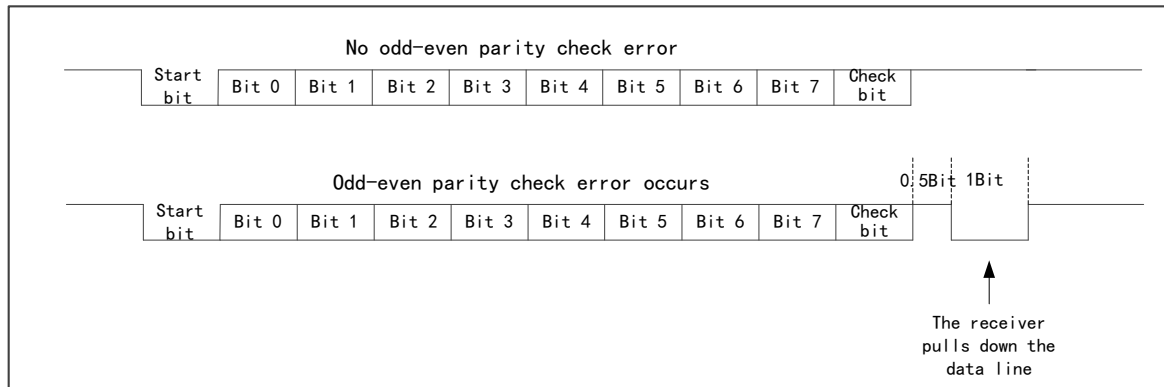 No odd-even parity check error
Start bit Bit 0 Bit 1 Bit 2 Bit 3 Bit 4 Bit 5 Bit 6 Bit 7 Check bit
Odd-even parity check error occurs
0.5Bit 1Bit
Start bit Bit 0 Bit 1 Bit 2 Bit 3 Bit 4 Bit 5 Bit 6 Bit 7 Check bit
The receiver
pulls down the
data line